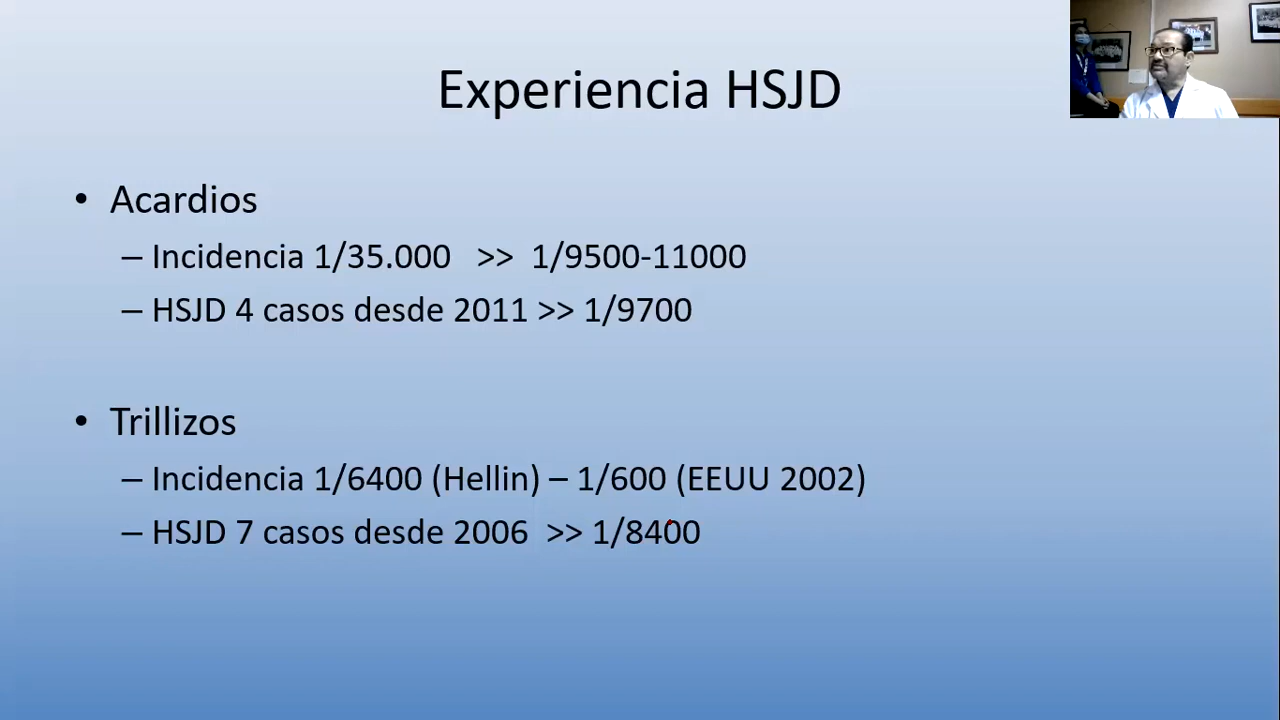 Experiencia HSJD
• Acardios
– Incidencia 1/35.000 >> 1/9500-11000
– HSJD 4 casos desde 2011 >> 1/9700
• Trillizos
– Incidencia 1/6400 (Hellin) – 1/600 (EEUU 2002)
– HSJD 7 casos desde 2006 >> 1/8400